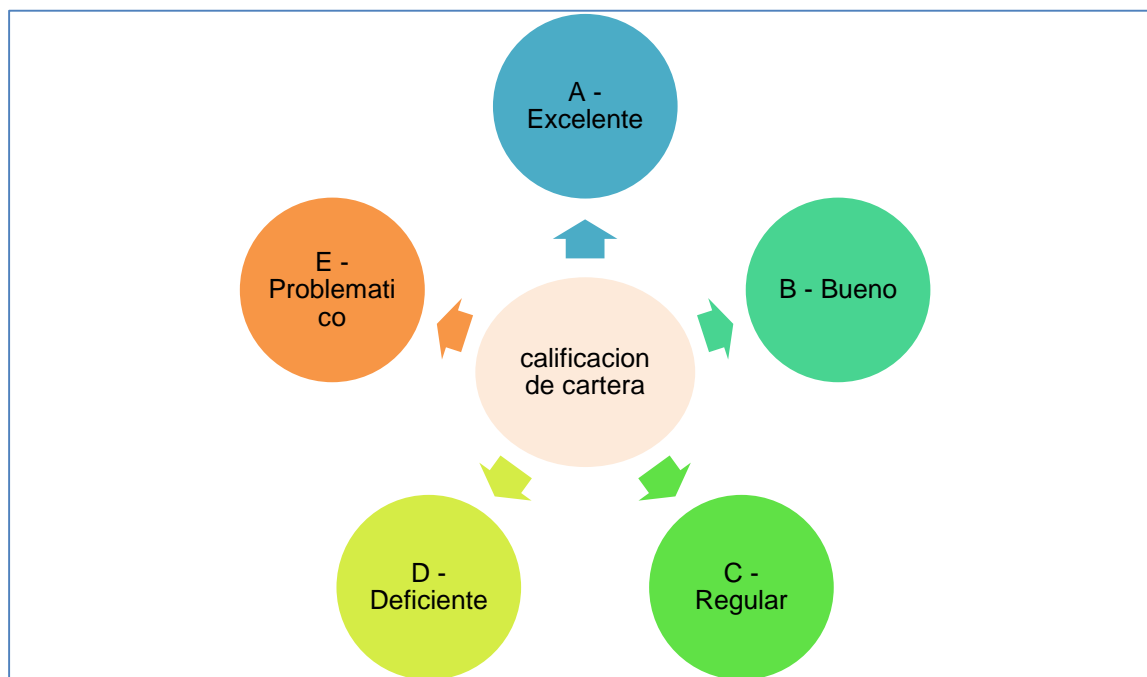 A -
Excelente
B - Bueno
C -
Regular
D -
Deficiente
E -
Problemati
co
calificacion
de cartera